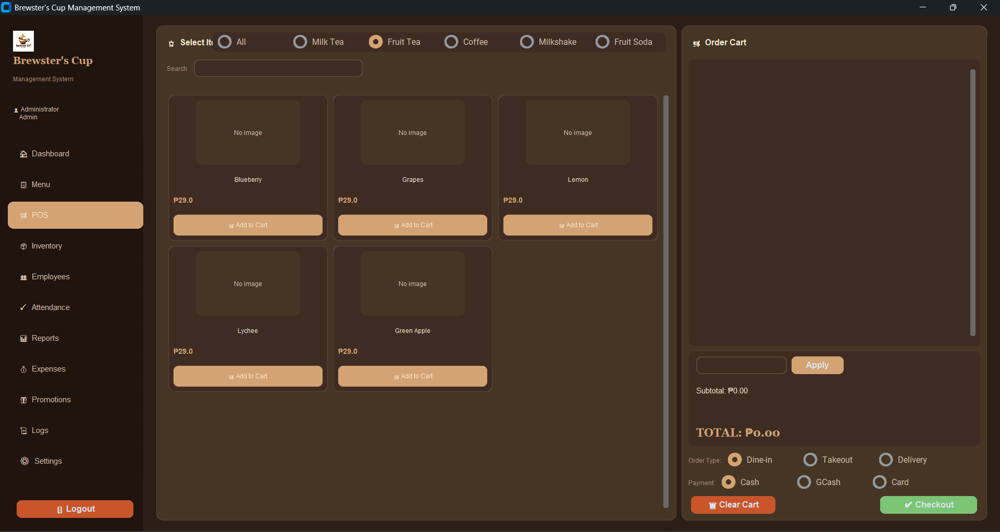 Brewster's Cup Management System
Brewster's Cup
Management System
Administrator
Admin
Dashboard
Menu
POS
Inventory
Employees
Attendance
Reports
Expenses
Promotions
Logs
Settings
Logout
Select Ite
All
Milk Tea
Fruit Tea
Coffee
Milkshake
Fruit Soda
Search
No image
No image
No image
Blueberry
Grapes
Lemon
₱29.0
₱29.0
₱29.0
Add to Cart
Add to Cart
Add to Cart
No image
No image
Lychee
Green Apple
₱29.0
₱29.0
Add to Cart
Add to Cart
Order Cart
Apply
Subtotal: ₱0.00
TOTAL: ₱0.00
Order Type: Dine-in Takeout Delivery
Payment: Cash GCash Card
Clear Cart
✔ Checkout